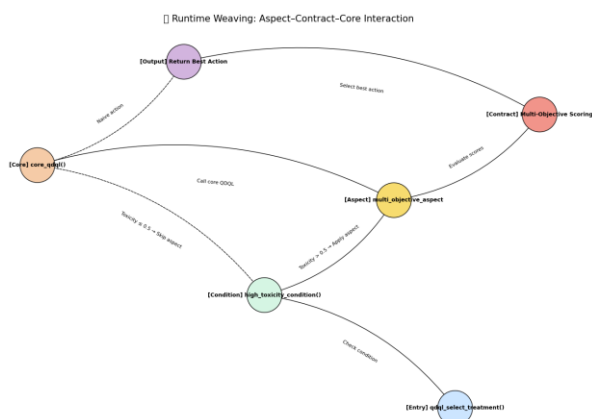 Runtime Weaving: Aspect–Contract–Core Interaction
[Output] Return Best Action
Select best action
Naive action
[Contract] Multi-Objective Scoring
Evaluate scores
[Core] core_qdql()
Call core QDQL
[Aspect] multi_objective_aspect
Toxicity ≤ 0.5 → Skip aspect
Toxicity > 0.5 → Apply aspect
[Condition] high_toxicity_condition()
Check condition
[Entry] qdql_select_treatment()